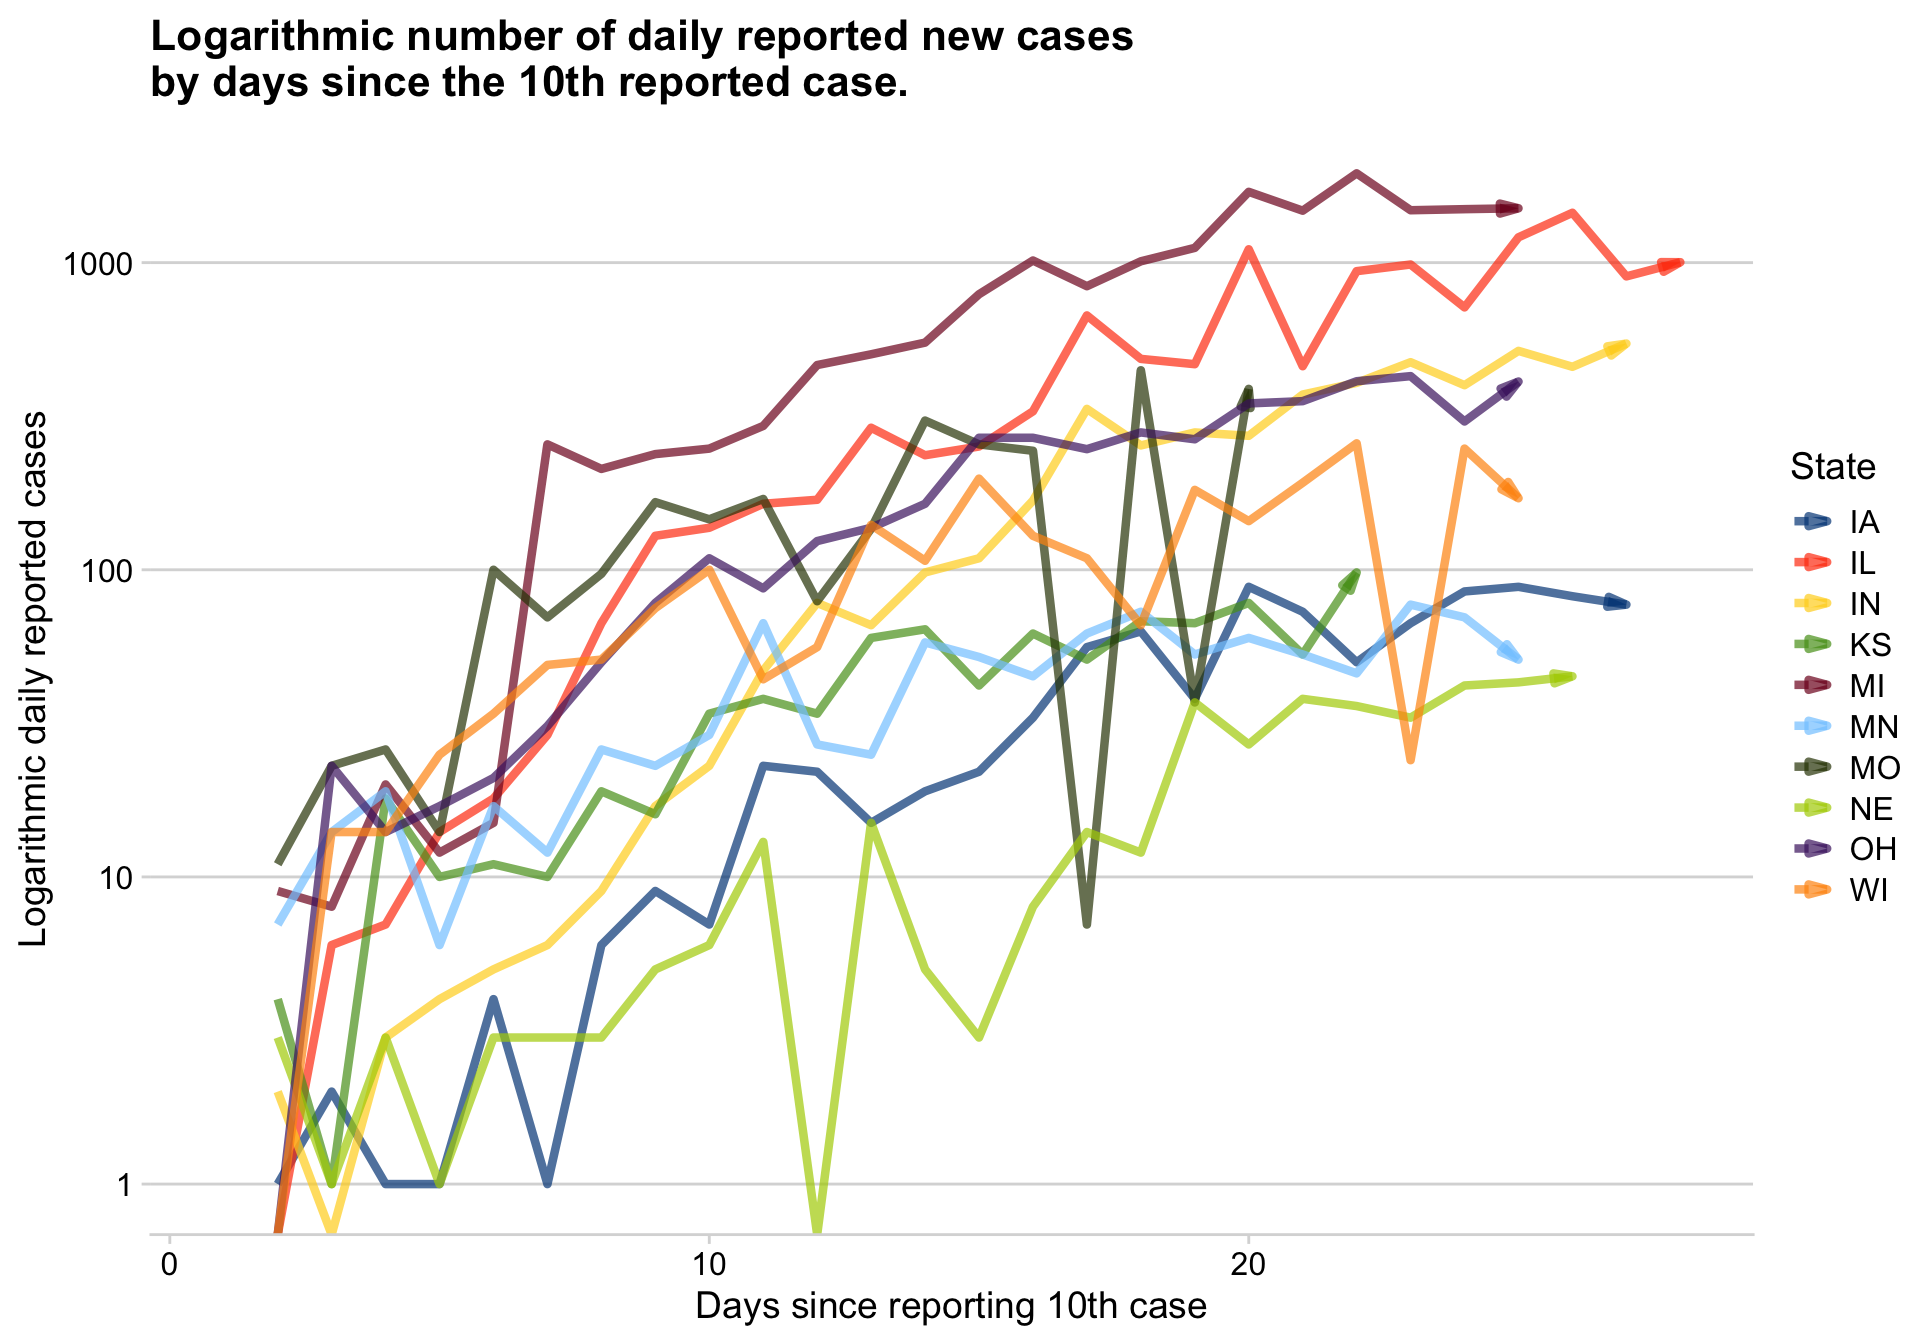 Logarithmic number of daily reported new cases
by days since the 10th reported case.
Logarithmic daily reported cases
1000
100
10
1
0
10
20
Days since reporting 10th case
State
IA
IL
IN
KS
MI
MN
MO
NE
OH
WI